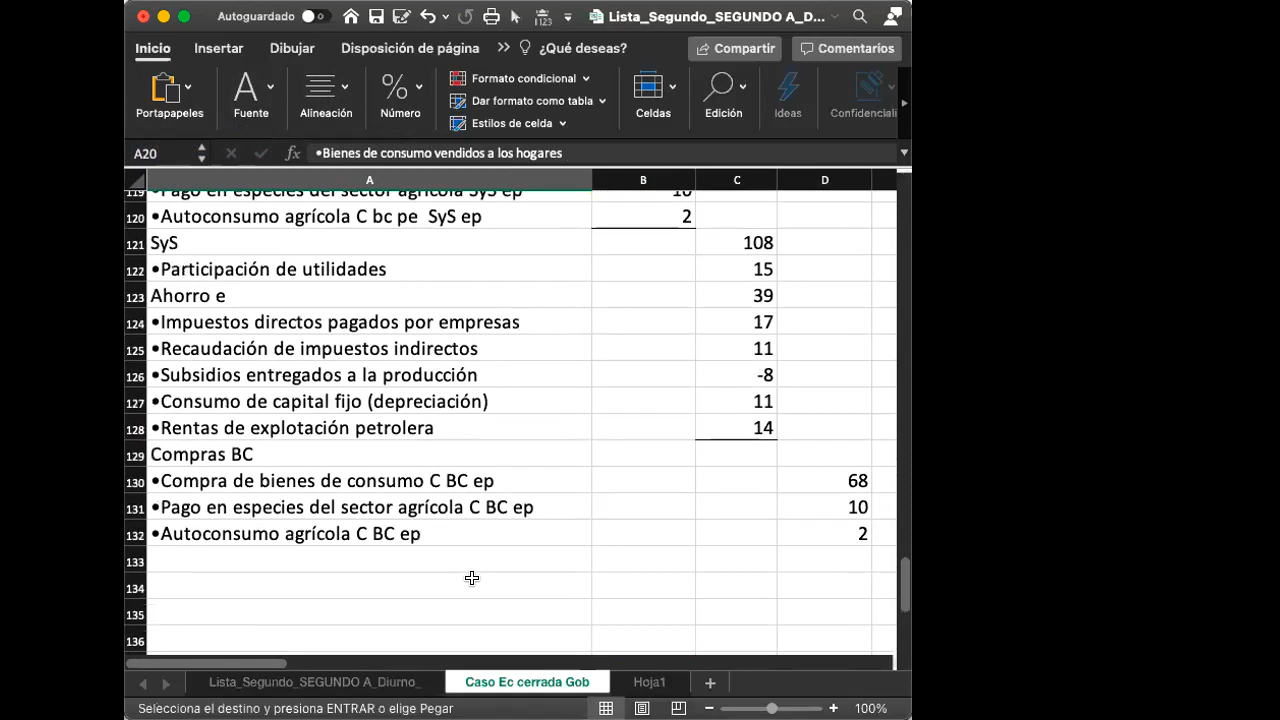 Autoguardado
Lista_Segundo_SEGUNDO A_D...
Inicio Insertar Dibujar Disposición de página >> ¿Qué deseas? Compartir Comentarios
Portapapeles Fuente Alineación Número Formato condicional Dar formato como tabla Estilos de celda Celdas Edición Ideas Confidenciali
A20 fx •Bienes de consumo vendidos a los hogares
A B C D
119 •Pago en especies del sector agrícola SyS ep 10
120 •Autoconsumo agrícola C bc pe SyS ep 2
121 SyS 108
122 •Participación de utilidades 15
123 Ahorro e 39
124 •Impuestos directos pagados por empresas 17
125 •Recaudación de impuestos indirectos 11
126 •Subsidios entregados a la producción -8
127 •Consumo de capital fijo (depreciación) 11
128 •Rentas de explotación petrolera 14
129 Compras BC
130 •Compra de bienes de consumo C BC ep 68
131 •Pago en especies del sector agrícola C BC ep 10
132 •Autoconsumo agrícola C BC ep 2
133
134
135
136
Lista_Segundo_SEGUNDO A_Diurno_ Caso Ec cerrada Gob Hoja1 +
Selecciona el destino y presiona ENTRAR o elige Pegar 100%